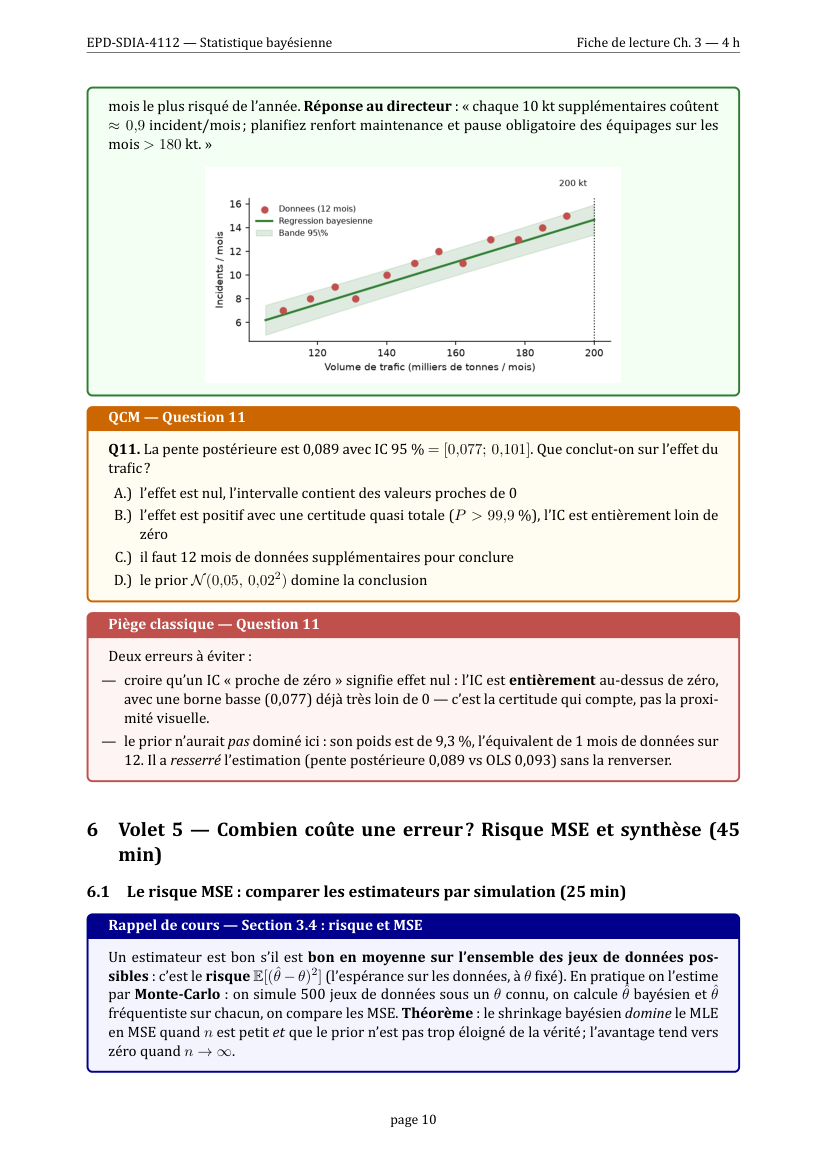 EPD-SDIA-4112 — Statistique bayésienne
Fiche de lecture Ch. 3 — 4 h
mois le plus risqué de l'année. Réponse au directeur : « chaque 10 kt supplémentaires coûtent
≈ 0,9 incident/mois ; planifiez renfort maintenance et pause obligatoire des équipages sur les
mois > 180 kt. »
200 kt
Donnees (12 mois)
Regression bayesienne
Bande 95\%
Incidents / mois
16
14
12
10
8
6
120 140 160 180 200
Volume de trafic (milliers de tonnes / mois)
QCM — Question 11
Q11. La pente postérieure est 0,089 avec IC 95 % = [0,077; 0,101]. Que conclut-on sur l'effet du
trafic ?
A.) l'effet est nul, l'intervalle contient des valeurs proches de 0
B.) l'effet est positif avec une certitude quasi totale (P > 99,9 %), l'IC est entièrement loin de
zéro
C.) il faut 12 mois de données supplémentaires pour conclure
D.) le prior 𝒩(0,05, 0,02²) domine la conclusion
Piège classique — Question 11
Deux erreurs à éviter :
— croire qu'un IC « proche de zéro » signifie effet nul : l'IC est entièrement au-dessus de zéro,
avec une borne basse (0,077) déjà très loin de 0 — c'est la certitude qui compte, pas la proxi-
mité visuelle.
— le prior n'aurait pas dominé ici : son poids est de 9,3 %, l'équivalent de 1 mois de données sur
12. Il a resserré l'estimation (pente postérieure 0,089 vs OLS 0,093) sans la renverser.
6 Volet 5 — Combien coûte une erreur ? Risque MSE et synthèse (45
min)
6.1 Le risque MSE : comparer les estimateurs par simulation (25 min)
Rappel de cours — Section 3.4 : risque et MSE
Un estimateur est bon s'il est bon en moyenne sur l'ensemble des jeux de données pos-
sibles : c'est le risque 𝔼[(θ̂ − θ)²] (l'espérance sur les données, à θ fixé). En pratique on l'estime
par Monte-Carlo : on simule 500 jeux de données sous un θ connu, on calcule θ̂ bayésien et θ̂
fréquentiste sur chacun, on compare les MSE. Théorème : le shrinkage bayésien domine le MLE
en MSE quand n est petit et que le prior n'est pas trop éloigné de la vérité ; l'avantage tend vers
zéro quand n → ∞.
page 10